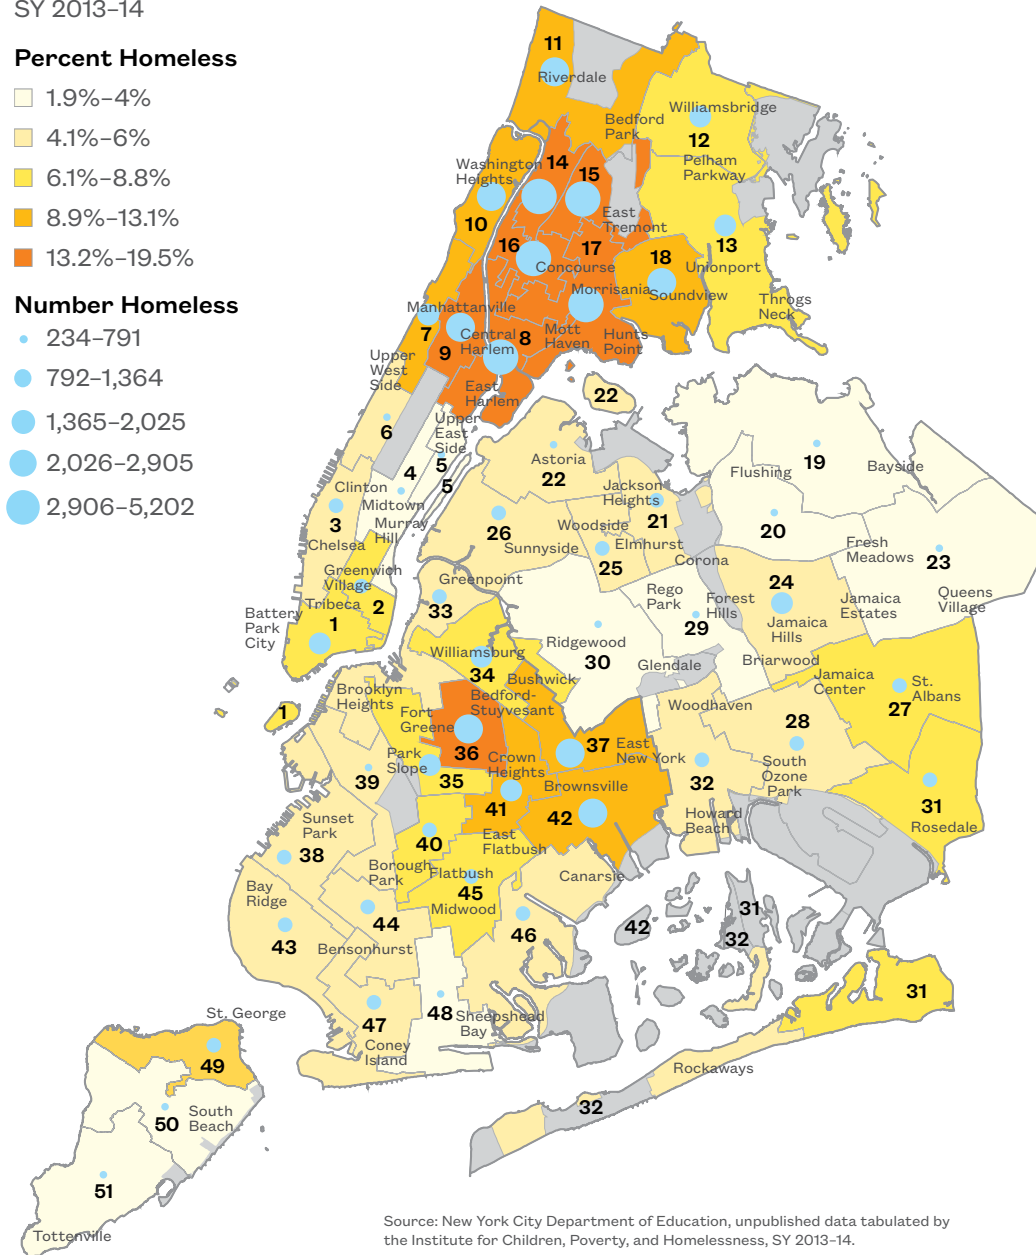 SY 2013–14
Percent Homeless
1.9%–4%
4.1%–6%
6.1%–8.8%
8.9%–13.1%
13.2%–19.5%
Number Homeless
234–791
792–1,364
1,365–2,025
2,026–2,905
2,906–5,202
11
Riverdale
Williamsbridge
Bedford
Park
12
Pelham
Parkway
Washington
Heights
14
15
10
East
Tremont
16
17
Concourse
13
Unionport
18
Soundview
Morrisania
Throgs
Neck
Manhattanville
7
9
Central
Harlem
8
Mott
Haven
Hunts
Point
Upper
West
Side
East
Harlem
22
6
Upper
East
Side
5
4
5
Astoria
22
19
Flushing
Bayside
Clinton
Midtown
3
Chelsea
Murray
Hill
Jackson
Heights
21
26
Sunnyside
Woodside
Elmhurst
25
Corona
20
Fresh
Meadows
23
Greenwich
Village
Tribeca
2
Battery
Park
City
1
Greenpoint
33
Rego
Park
Forest
Hills
29
24
Jamaica
Hills
Jamaica
Estates
Queens
Village
Briarwood
Williamsburg
34
Ridgewood
30
Glendale
Bushwick
Bedford-
Stuyvesant
Jamaica
Center
St.
Albans
27
Brooklyn
Heights
1
Fort
Greene
36
Woodhaven
28
South
Ozone
Park
Park
Slope
39
35
Crown
Heights
37
East
New York
32
Brownsville
41
42
31
Rosedale
Howard
Beach
Sunset
Park
38
40
East
Flatbush
Borough
Park
Flatbush
45
Midwood
Canarsie
Bay
Ridge
43
44
Bensonhurst
46
42
31
32
31
47
Coney
Island
48
Sheepshead
Bay
Rockaways
32
St. George
49
50
South
Beach
51
Tottenville
Source: New York City Department of Education, unpublished data tabulated by
the Institute for Children, Poverty, and Homelessness, SY 2013–14.